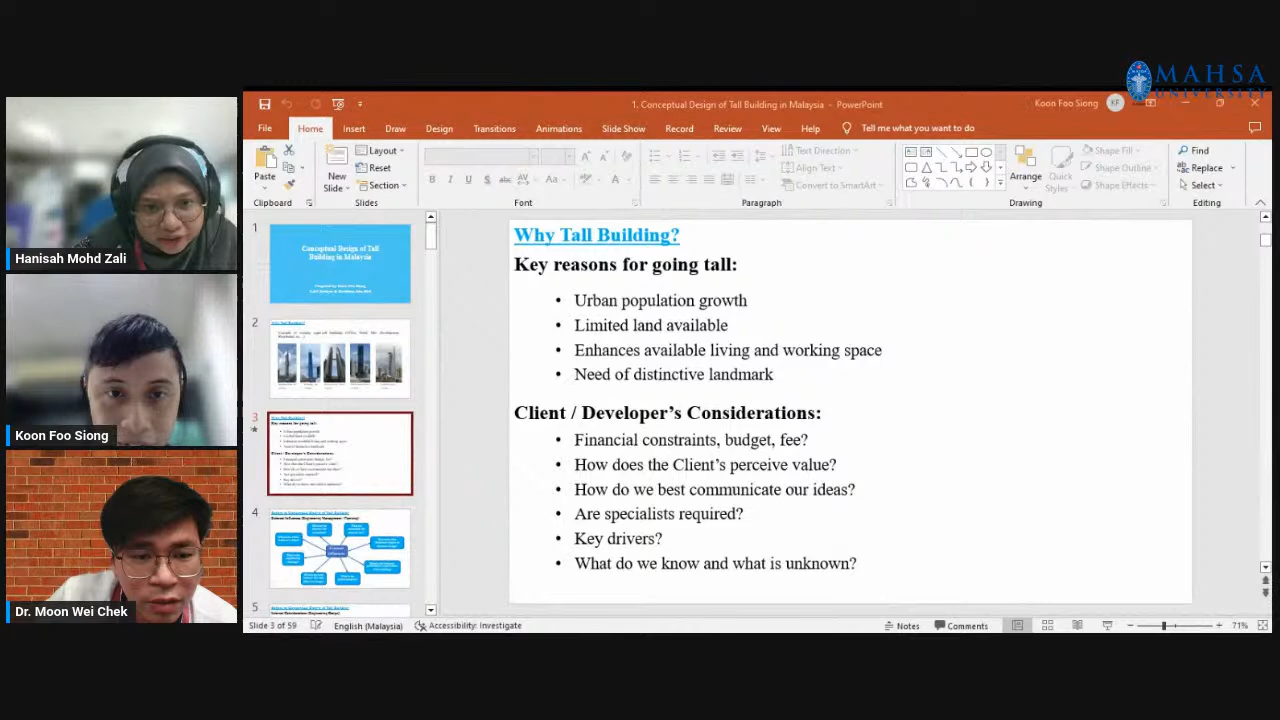 MAHSA
UNIVERSITY
1. Conceptual Design of Tall Building in Malaysia - PowerPoint
Koon Foo Siong
KF
File
Home
Insert
Draw
Design
Transitions
Animations
Slide Show
Record
Review
View
Help
Tell me what you want to do
Paste
Clipboard
New
Slide
Layout
Reset
Section
Slides
Font
Text Direction
Align Text
Convert to SmartArt
Paragraph
Arrange
Quick
Styles
Shape Fill
Shape Effects
Drawing
Find
Replace
Select
Editing
Hanisah Mohd Zali
Koon Foo Siong
Dr. Moon Wei Chek
1
Conceptual Design of Tall
Building in Malaysia
2
3
4
5
Why Tall Building?
Key reasons for going tall:
• Urban population growth
• Limited land available
• Enhances available living and working space
• Need of distinctive landmark
Client / Developer's Considerations:
• Financial constraints, budget, fee?
• How does the Client's perceive value?
• How do we best communicate our ideas?
• Are specialists required?
• Key drivers?
• What do we know and what is unknown?
Slide 3 of 59
English (Malaysia)
Accessibility: Investigate
Notes
Comments
71%